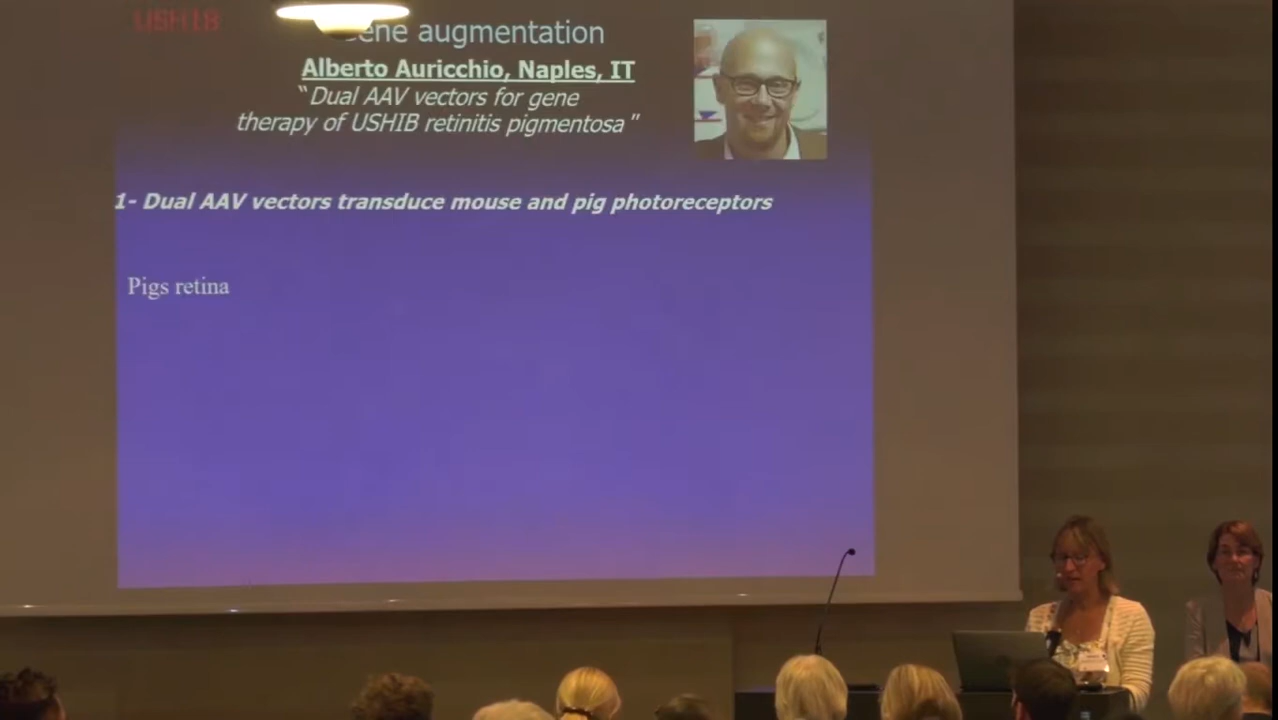 USHIB
ene augmentation
Alberto Auricchio, Naples, IT
"Dual AAV vectors for gene
therapy of USHIB retinitis pigmentosa"
1- Dual AAV vectors transduce mouse and pig photoreceptors
Pigs retina